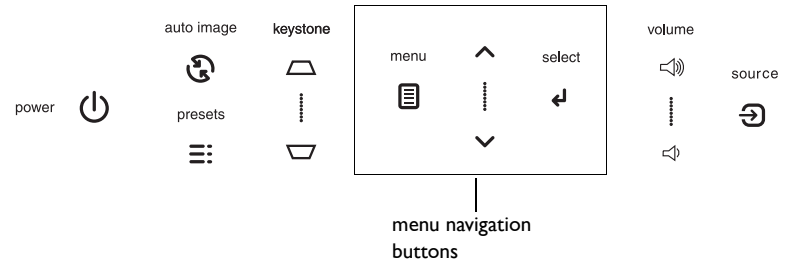 auto image
keystone
volume
menu
select
source
power
presets
menu navigation
buttons